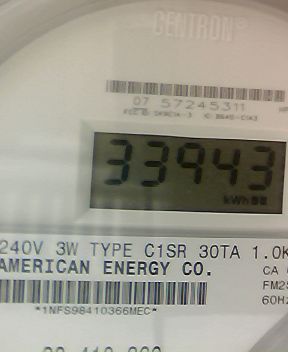 CENTRON®
07 57245311
33943
kWh
240V 3W TYPE C1SR 30TA 1.0K
AMERICAN ENERGY CO.
CA
FM2S
60Hz
*1NFS98410366MEC*